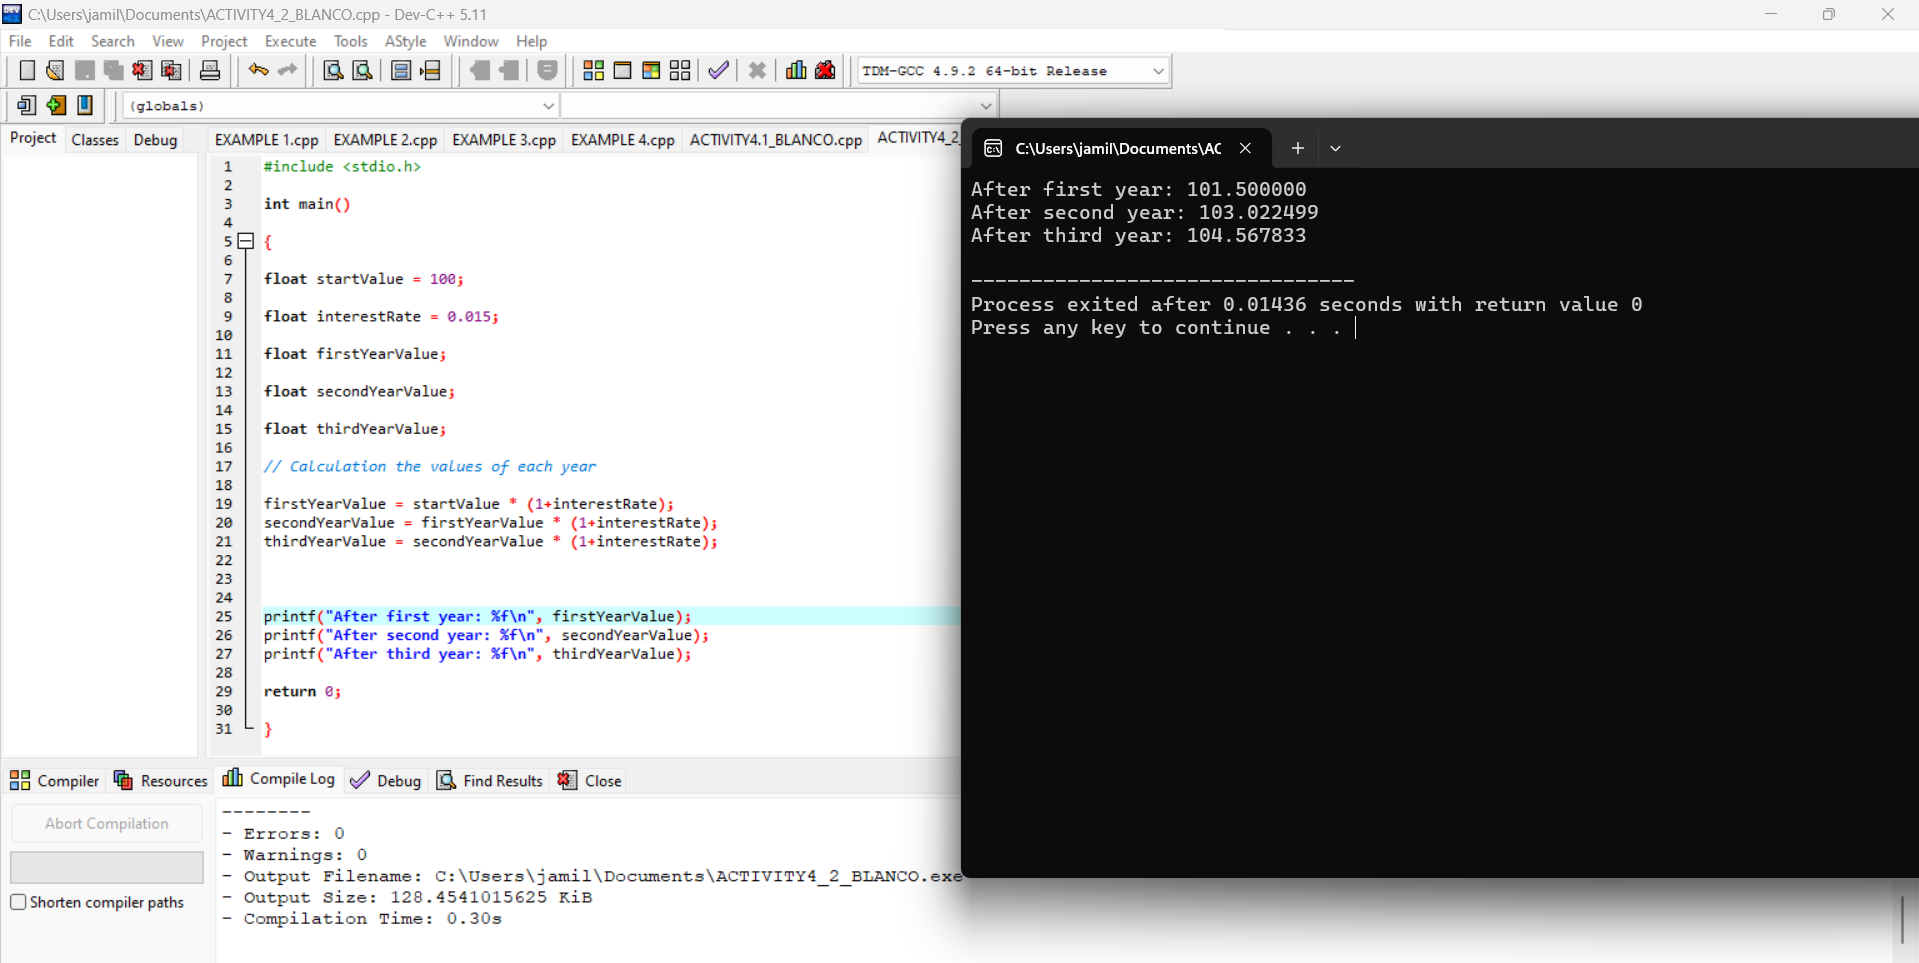 C:\Users\jamil\Documents\ACTIVITY4_2_BLANCO.cpp - Dev-C++ 5.11
File Edit Search View Project Execute Tools AStyle Window Help
TDM-GCC 4.9.2 64-bit Release
(globals)
Project Classes Debug
EXAMPLE 1.cpp EXAMPLE 2.cpp EXAMPLE 3.cpp EXAMPLE 4.cpp ACTIVITY4.1_BLANCO.cpp ACTIVITY4_2_
1 #include <stdio.h>
2
3 int main()
4
5 {
6
7 float startValue = 100;
8
9 float interestRate = 0.015;
10
11 float firstYearValue;
12
13 float secondYearValue;
14
15 float thirdYearValue;
16
17 // Calculation the values of each year
18
19 firstYearValue = startValue * (1+interestRate);
20 secondYearValue = firstYearValue * (1+interestRate);
21 thirdYearValue = secondYearValue * (1+interestRate);
22
23
24
25 printf("After first year: %f\n", firstYearValue);
26 printf("After second year: %f\n", secondYearValue);
27 printf("After third year: %f\n", thirdYearValue);
28
29 return 0;
30
31 }
C:\Users\jamil\Documents\AC
After first year: 101.500000
After second year: 103.022499
After third year: 104.567833
--------------------------------
Process exited after 0.01436 seconds with return value 0
Press any key to continue . . .
Compiler Resources Compile Log Debug Find Results Close
Abort Compilation
Shorten compiler paths
--------
- Errors: 0
- Warnings: 0
- Output Filename: C:\Users\jamil\Documents\ACTIVITY4_2_BLANCO.exe
- Output Size: 128.4541015625 KiB
- Compilation Time: 0.30s